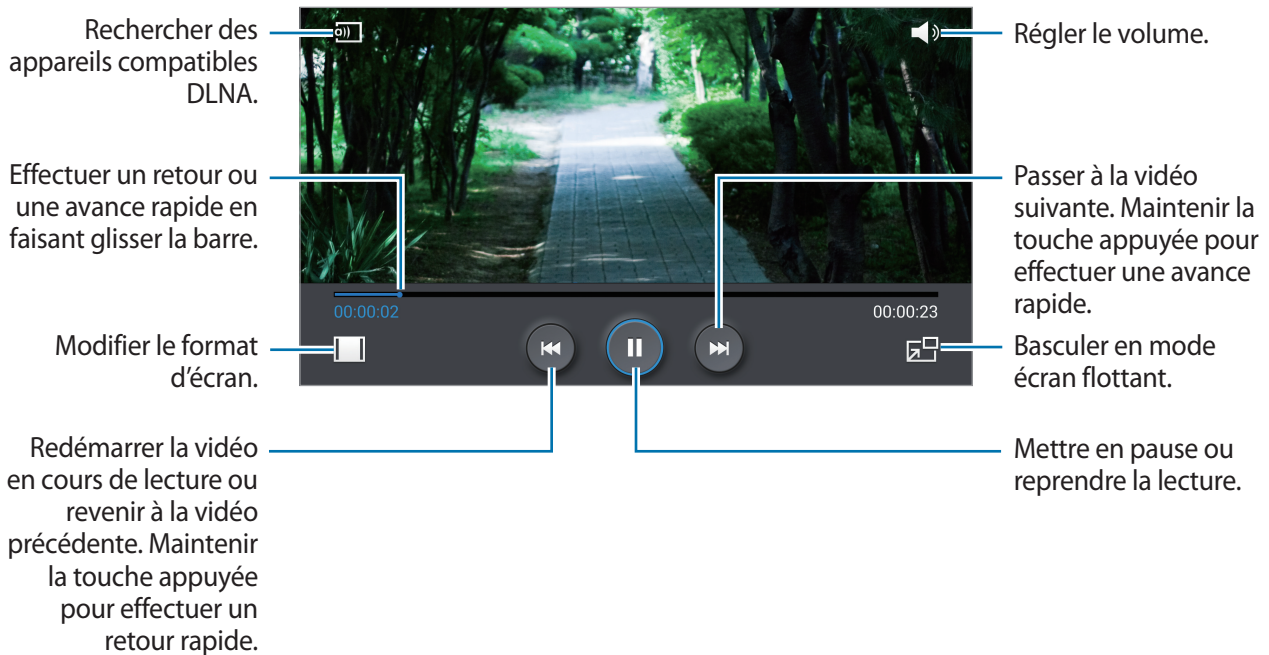 Rechercher des
appareils compatibles
DLNA.
Régler le volume.
Effectuer un retour ou
une avance rapide en
faisant glisser la barre.
Passer à la vidéo
suivante. Maintenir la
touche appuyée pour
effectuer une avance
rapide.
00:00:02
00:00:23
Modifier le format
d’écran.
Basculer en mode
écran flottant.
Redémarrer la vidéo
en cours de lecture ou
revenir à la vidéo
précédente. Maintenir
la touche appuyée
pour effectuer un
retour rapide.
Mettre en pause ou
reprendre la lecture.